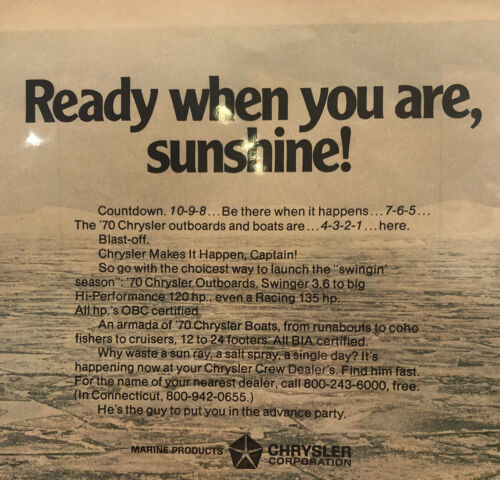 Ready when you are,
sunshine!
Countdown. 10-9-8...Be there when it happens...7-6-5...
The '70 Chrysler outboards and boats are...4-3-2-1...here.
Blast-off.
Chrysler Makes It Happen, Captain!
So go with the choicest way to launch the "swingin'
season": '70 Chrysler Outboards. Swinger 3.6 to big
Hi-Performance 120 hp., even a Racing 135 hp.
All hp.'s OBC certified.
An armada of '70 Chrysler Boats, from runabouts to coho
fishers to cruisers, 12 to 24 footers. All BIA certified.
Why waste a sun ray, a salt spray, a single day? It's
happening now at your Chrysler Crew Dealer's. Find him fast.
For the name of your nearest dealer, call 800-243-6000, free.
(In Connecticut, 800-942-0655.)
He's the guy to put you in the advance party.
MARINE PRODUCTS CHRYSLER
CORPORATION